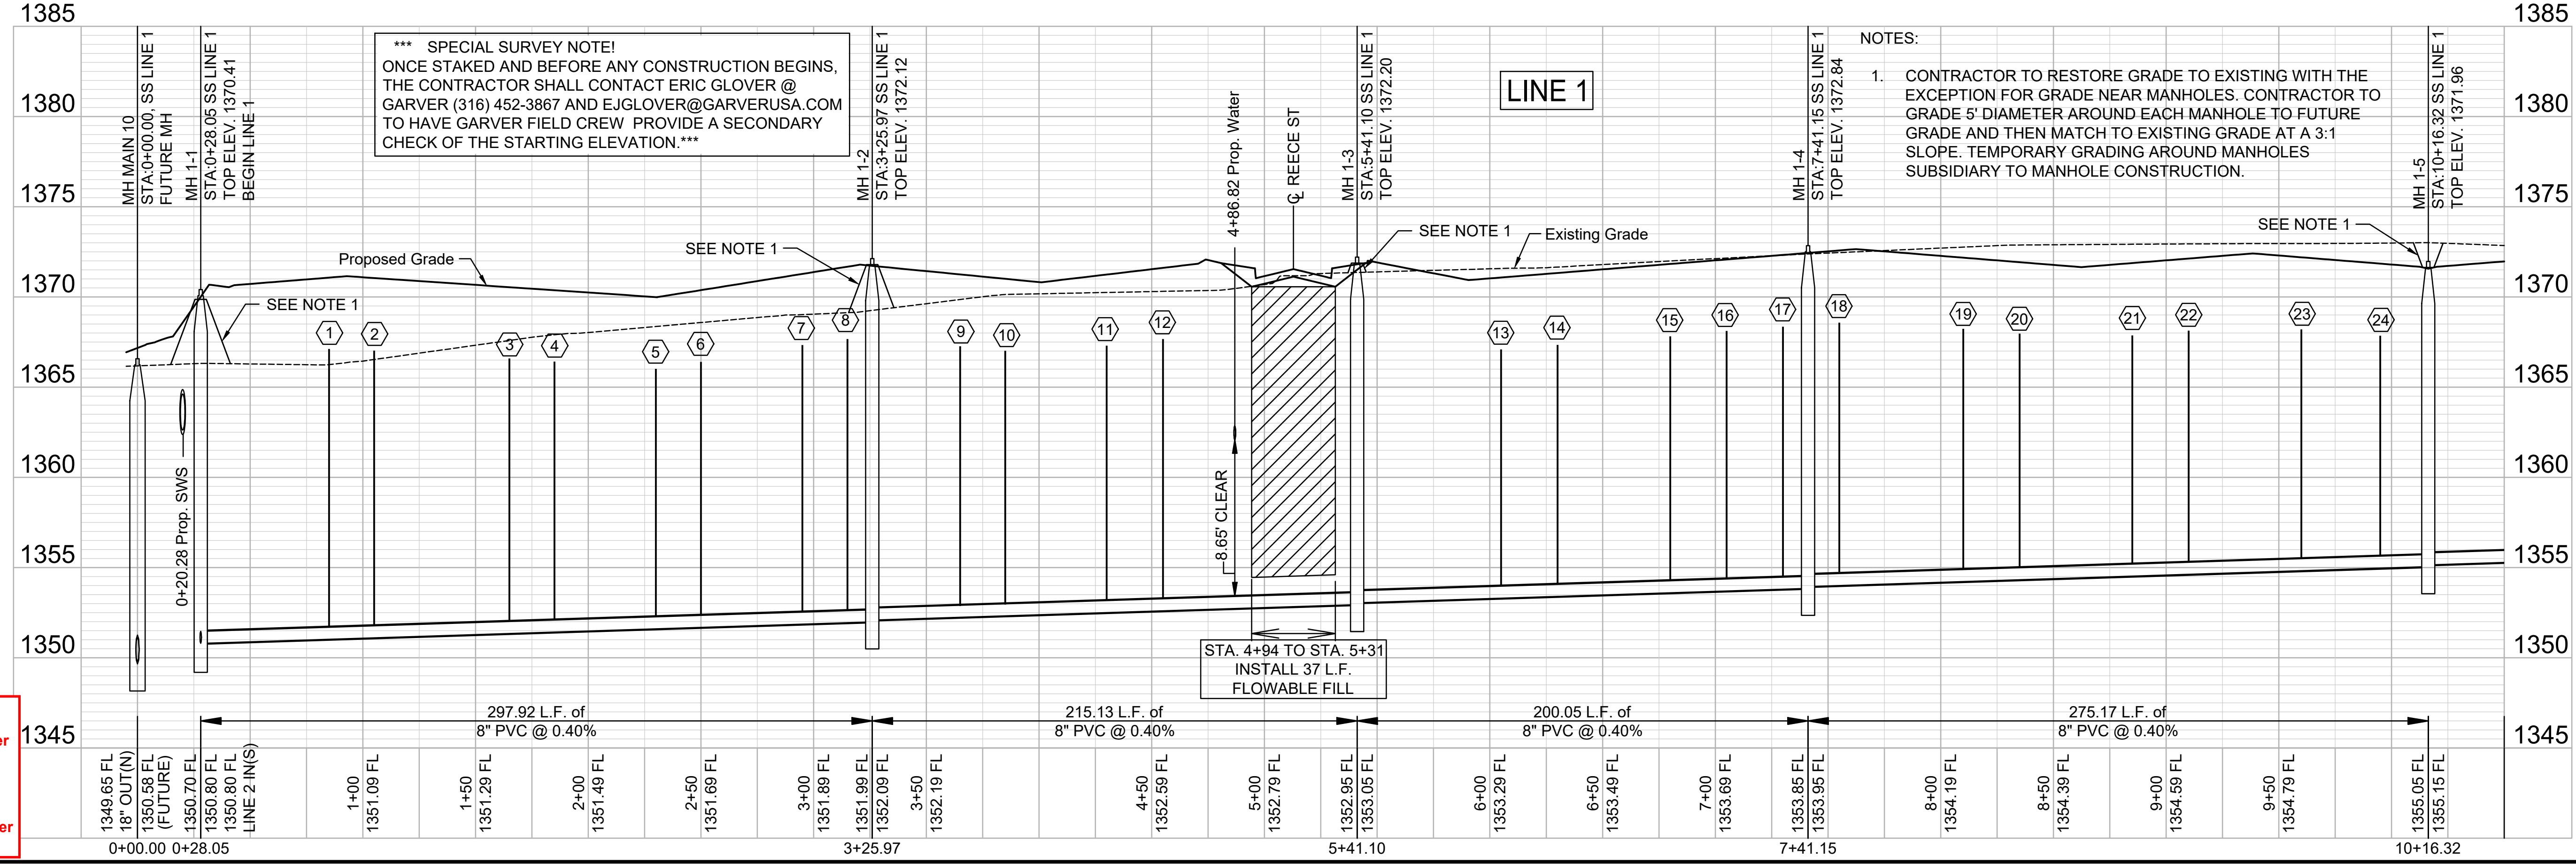 1385
1380
1375
1370
1365
1360
1355
1350
1345
1385
1380
1375
1370
1365
1360
1355
1350
1345
MH MAIN 10
STA:0+00.00, SS LINE 1
FUTURE MH
MH 1-1
STA:0+28.05 SS LINE 1
TOP ELEV. 1370.41
BEGIN LINE 1
*** SPECIAL SURVEY NOTE!
ONCE STAKED AND BEFORE ANY CONSTRUCTION BEGINS,
THE CONTRACTOR SHALL CONTACT ERIC GLOVER @
GARVER (316) 452-3867 AND EJGLOVER@GARVERUSA.COM
TO HAVE GARVER FIELD CREW PROVIDE A SECONDARY
CHECK OF THE STARTING ELEVATION.***
MH 1-2
STA:3+25.97 SS LINE 1
TOP ELEV. 1372.12
4+86.82 Prop. Water
℄ REECE ST
MH 1-3
STA:5+41.10 SS LINE 1
TOP ELEV. 1372.20
LINE 1
MH 1-4
STA:7+41.15 SS LINE 1
TOP ELEV. 1372.84
NOTES:
1. CONTRACTOR TO RESTORE GRADE TO EXISTING WITH THE
EXCEPTION FOR GRADE NEAR MANHOLES. CONTRACTOR TO
GRADE 5' DIAMETER AROUND EACH MANHOLE TO FUTURE
GRADE AND THEN MATCH TO EXISTING GRADE AT A 3:1
SLOPE. TEMPORARY GRADING AROUND MANHOLES
SUBSIDIARY TO MANHOLE CONSTRUCTION.
MH 1-5
STA:10+16.32 SS LINE 1
TOP ELEV. 1371.96
Proposed Grade
SEE NOTE 1
SEE NOTE 1
SEE NOTE 1
Existing Grade
SEE NOTE 1
1
2
3
4
5
6
7
8
9
10
11
12
13
14
15
16
17
18
19
20
21
22
23
24
0+20.28 Prop. SWS
8.65' CLEAR
STA. 4+94 TO STA. 5+31
INSTALL 37 L.F.
FLOWABLE FILL
297.92 L.F. of
8" PVC @ 0.40%
215.13 L.F. of
8" PVC @ 0.40%
200.05 L.F. of
8" PVC @ 0.40%
275.17 L.F. of
8" PVC @ 0.40%
er
er
1349.65 FL
18" OUT(N)
1350.58 FL
(FUTURE)
1350.70 FL
1350.80 FL
1350.80 FL
LINE 2 IN(S)
1+00
1351.09 FL
1+50
1351.29 FL
2+00
1351.49 FL
2+50
1351.69 FL
3+00
1351.89 FL
1351.99 FL
1352.09 FL
3+50
1352.19 FL
4+50
1352.59 FL
5+00
1352.79 FL
1352.95 FL
1353.05 FL
6+00
1353.29 FL
6+50
1353.49 FL
7+00
1353.69 FL
1353.85 FL
1353.95 FL
8+00
1354.19 FL
8+50
1354.39 FL
9+00
1354.59 FL
9+50
1354.79 FL
1355.05 FL
1355.15 FL
0+00.00
0+28.05
3+25.97
5+41.10
7+41.15
10+16.32